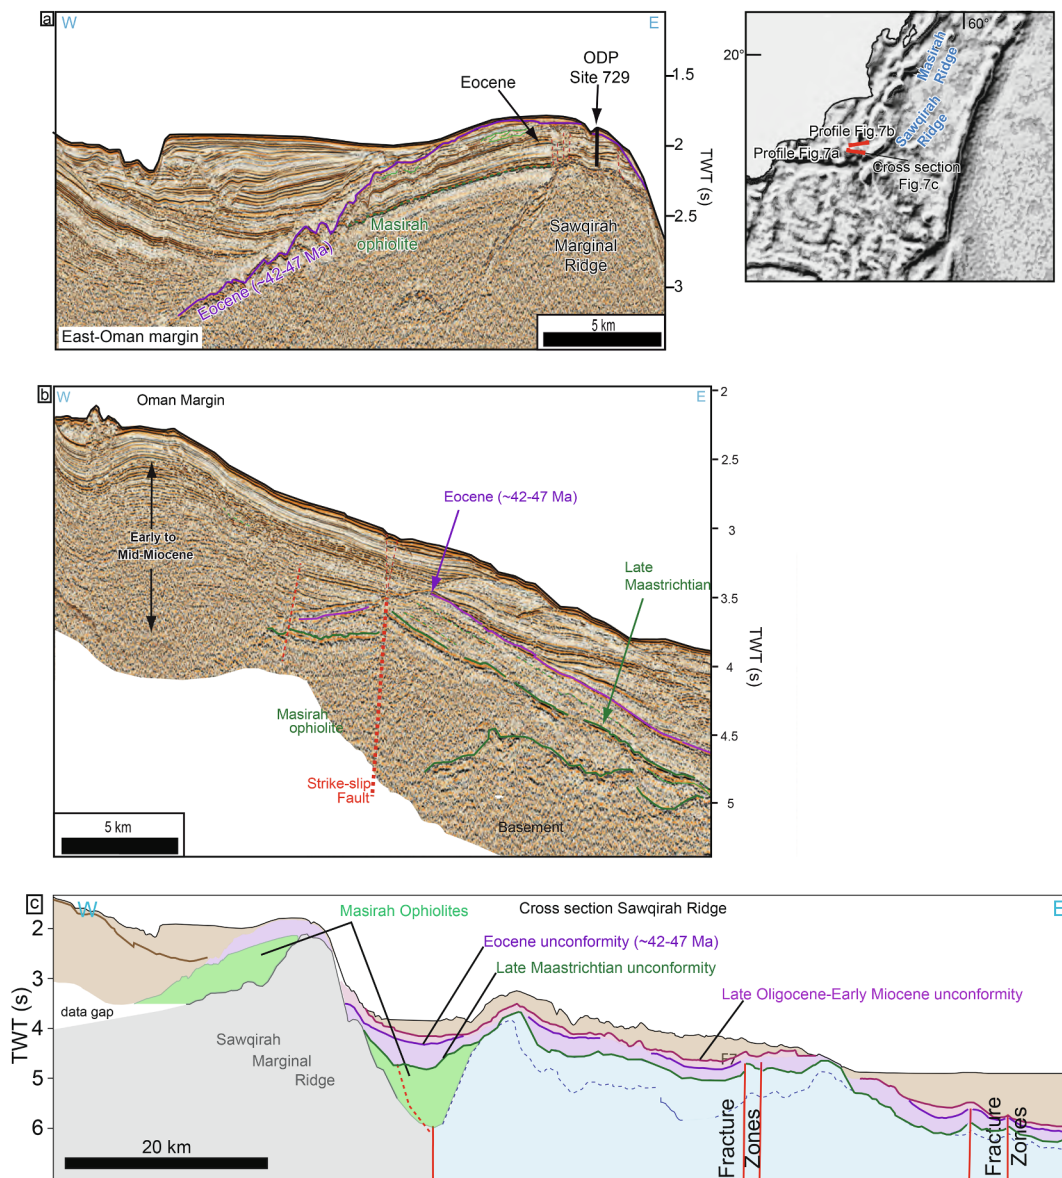 a
W
E
ODP
Site 729
Eocene
1.5
2
2.5
3
TWT (s)
Masirah
ophiolite
Sawqirah
Marginal
Ridge
Eocene (~42-47 Ma)
East-Oman margin
5 km
60°
20°
Masirah
Ridge
Sawqirah
Ridge
Profile Fig.7b
Profile Fig.7a
Cross section
Fig.7c
b
W
Oman Margin
E
2
2.5
3
3.5
4
4.5
5
TWT (s)
Eocene (~42-47 Ma)
Early to
Mid-Miocene
Late
Maastrichtian
Masirah
ophiolite
Strike-slip
Fault
Basement
5 km
c
W
E
Masirah Ophiolites
Cross section Sawqirah Ridge
Eocene unconformity (~42-47 Ma)
Late Maastrichtian unconformity
Late Oligocene-Early Miocene unconformity
2
3
4
5
6
TWT (s)
data gap
Sawqirah
Marginal
Ridge
F7
Fracture
Zones
Fracture
Zones
20 km